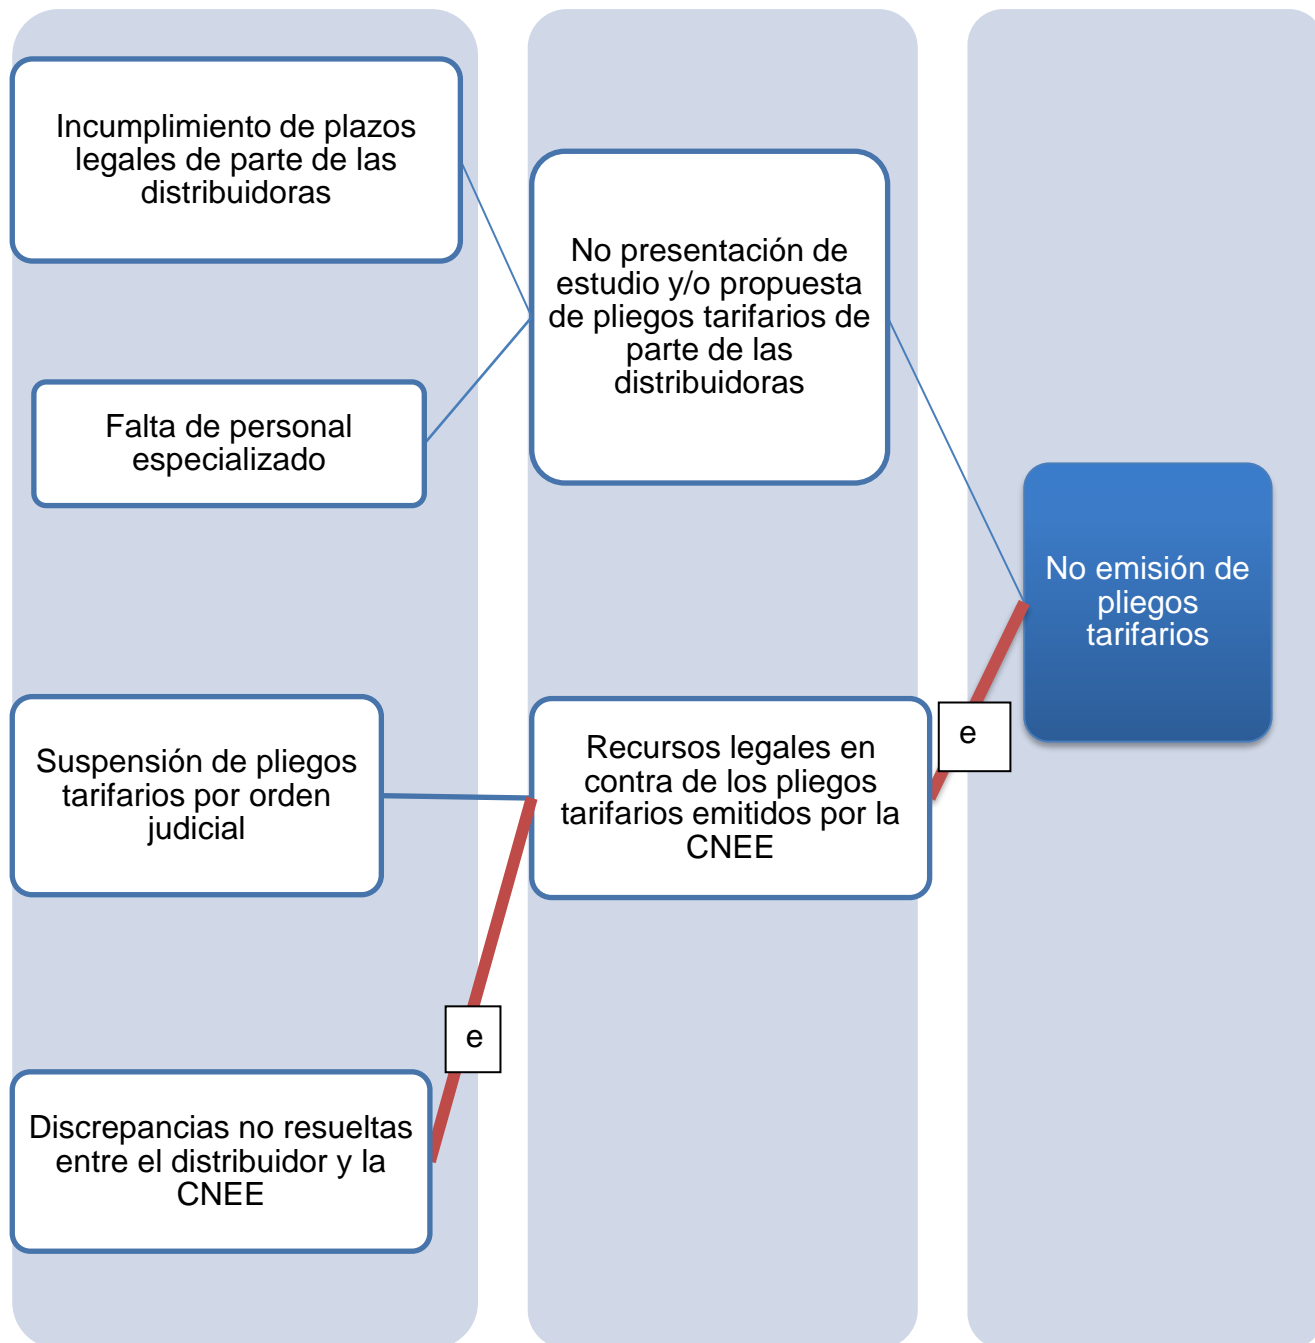 Incumplimiento de plazos
legales de parte de las
distribuidoras
Falta de personal
especializado
Suspensión de pliegos
tarifarios por orden
judicial
Discrepancias no resueltas
entre el distribuidor y la
CNEE
e
No presentación de
estudio y/o propuesta
de pliegos tarifarios de
parte de las
distribuidoras
Recursos legales en
contra de los pliegos
tarifarios emitidos por la
CNEE
e
No emisión de
pliegos
tarifarios